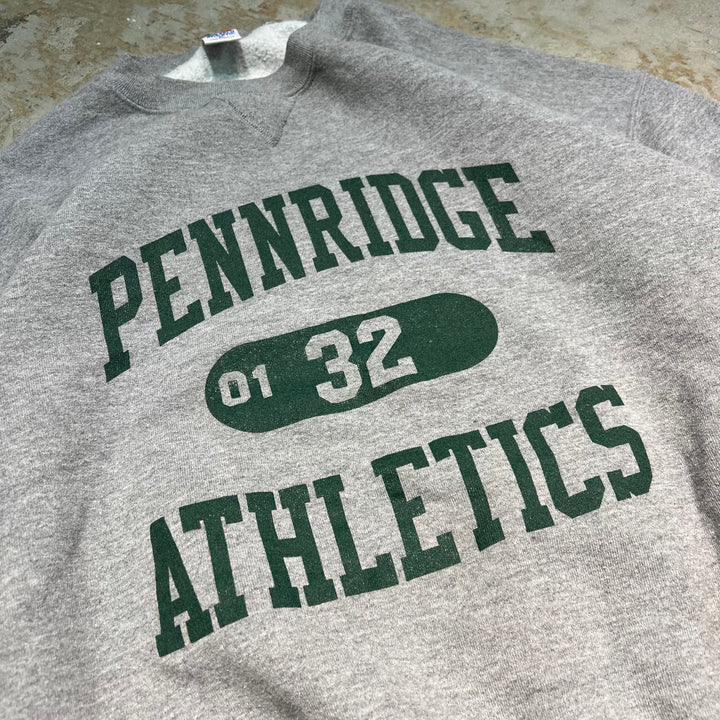 PENNRIDGE
01 32
ATHLETICS